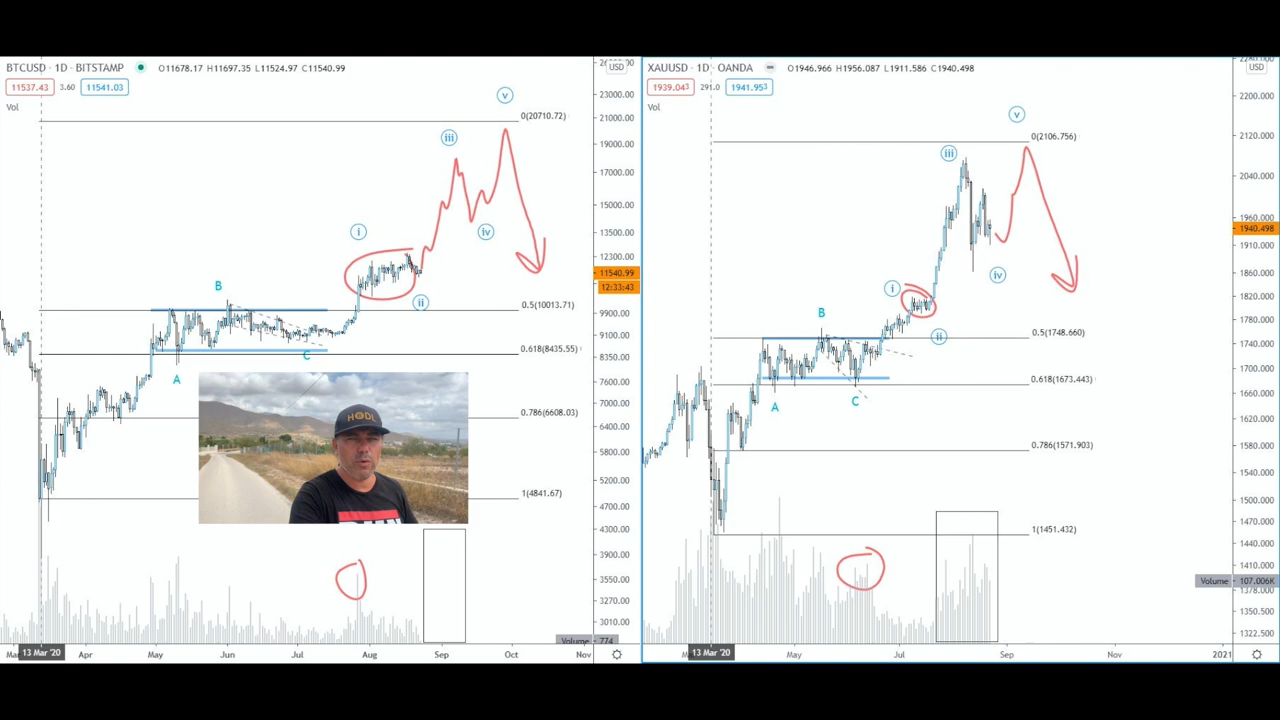 BTCUSD · 1D · BITSTAMP O11678.17 H11697.35 L11524.97 C11540.99
11537.43 3.60 11541.03
Vol
USD
23000.00
21000.00
19000.00
17000.00
15000.00
13500.00
12300.00
11540.99
12:33:43
9900.00
9100.00
8350.00
7600.00
6400.00
5800.00
5200.00
4700.00
4300.00
3550.00
3270.00
3010.00
0(20710.72)
0.5(10013.71)
0.618(8435.55)
0.786(6608.03)
1(4841.67)
v
iii
i
iv
ii
B
A
C
HODL
Volume 774
13 Mar '20 Apr May Jun Jul Aug Sep Oct Nov
XAUUSD · 1D · OANDA O1946.966 H1956.087 L1911.586 C1940.498
1939.043 291.0 1941.953
Vol
USD
2200.000
2120.000
2040.000
1960.000
1940.498
1910.000
1860.000
1820.000
1780.000
1740.000
1700.000
1660.000
1620.000
1580.000
1540.000
1500.000
1470.000
1440.000
1410.000
1378.000
1350.500
1322.500
0(2106.756)
0.5(1748.660)
0.618(1673.443)
0.786(1571.903)
1(1451.432)
v
iii
iv
i
ii
B
A
C
Volume 107.006K
13 Mar '20 May Jul Sep Nov 2021